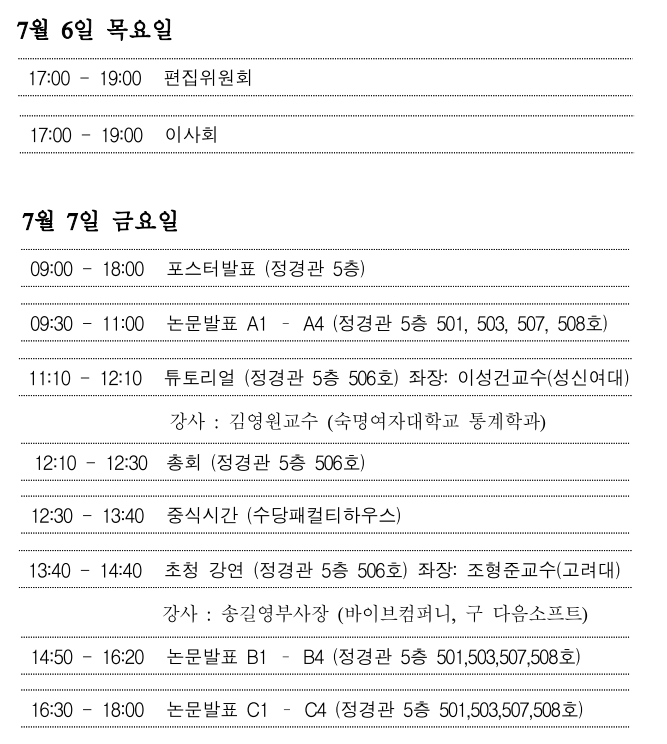 7월 6일 목요일
17:00 - 19:00 편집위원회
17:00 - 19:00 이사회
7월 7일 금요일
09:00 - 18:00 포스터발표 (정경관 5층)
09:30 - 11:00 논문발표 A1 - A4 (정경관 5층 501, 503, 507, 508호)
11:10 - 12:10 튜토리얼 (정경관 5층 506호) 좌장: 이성건교수(성신여대)
강사 : 김영원교수 (숙명여자대학교 통계학과)
12:10 - 12:30 총회 (정경관 5층 506호)
12:30 - 13:40 중식시간 (수당패컬티하우스)
13:40 - 14:40 초청 강연 (정경관 5층 506호) 좌장: 조형준교수(고려대)
강사 : 송길영부사장 (바이브컴퍼니, 구 다음소프트)
14:50 - 16:20 논문발표 B1 - B4 (정경관 5층 501,503,507,508호)
16:30 - 18:00 논문발표 C1 - C4 (정경관 5층 501,503,507,508호)